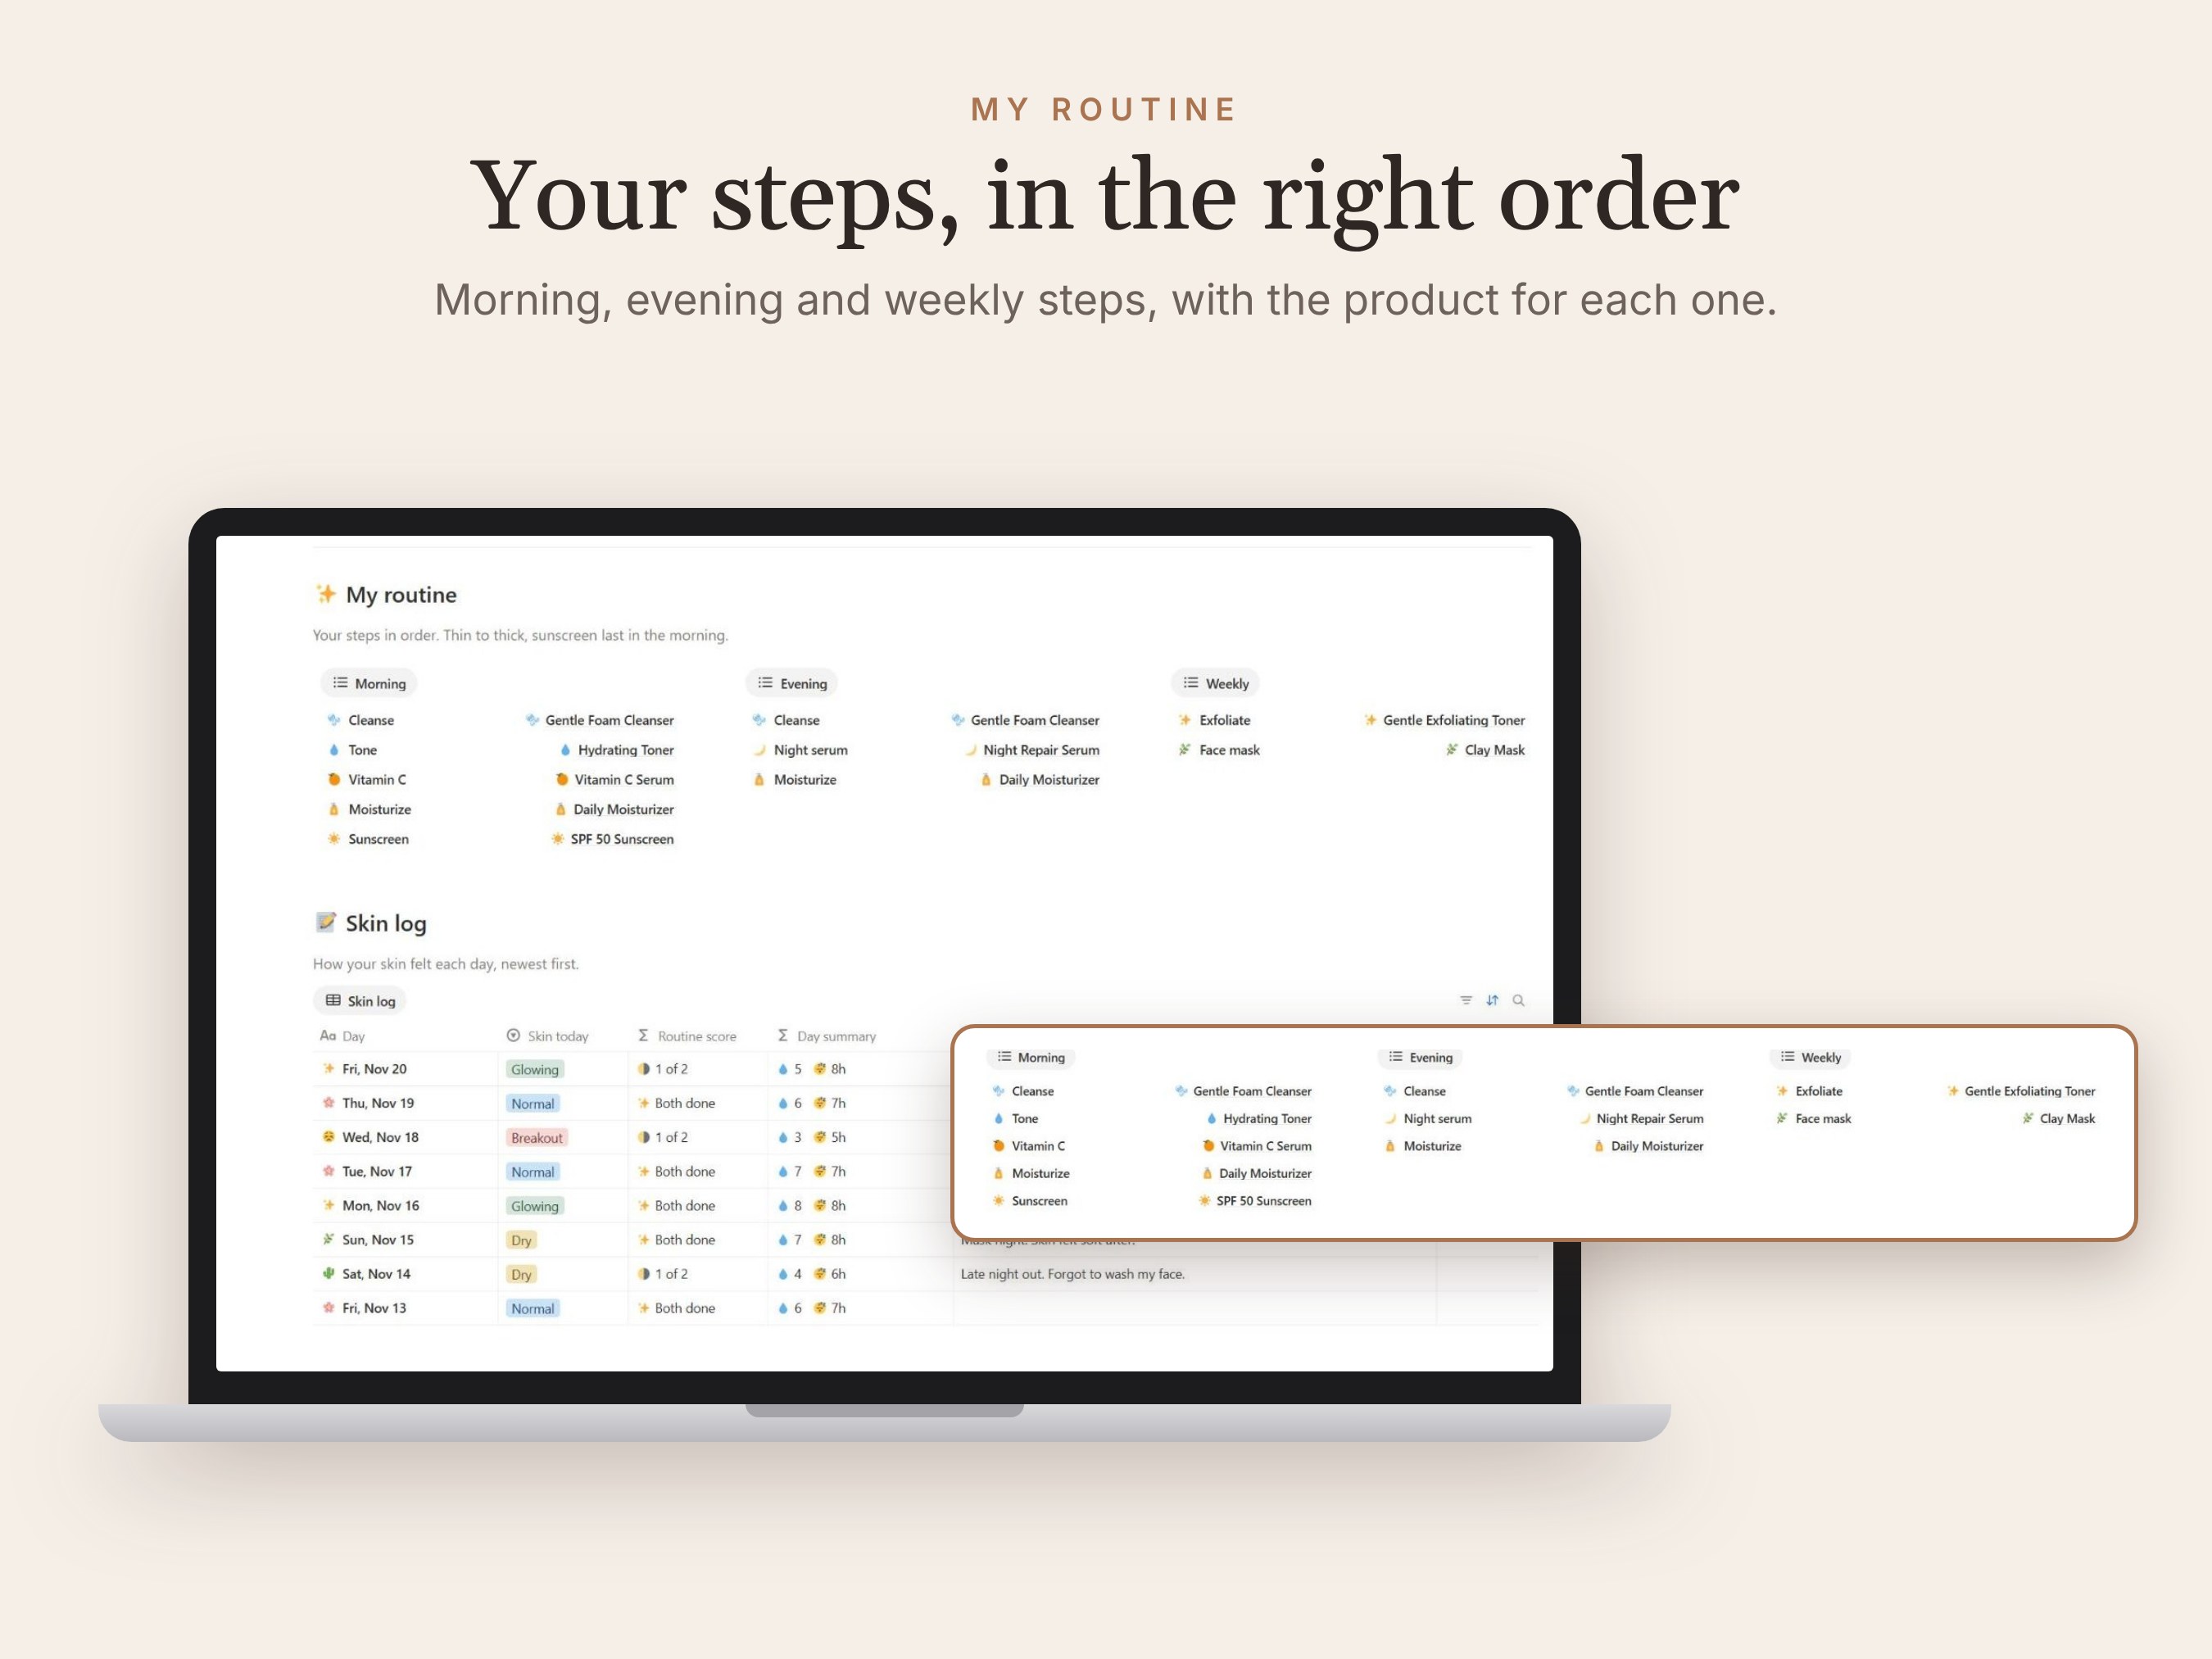 MY ROUTINE
Your steps, in the right order
Morning, evening and weekly steps, with the product for each one.
My routine
Your steps in order. Thin to thick, sunscreen last in the morning.
Morning
Cleanse Gentle Foam Cleanser
Tone Hydrating Toner
Vitamin C Vitamin C Serum
Moisturize Daily Moisturizer
Sunscreen SPF 50 Sunscreen
Evening
Cleanse Gentle Foam Cleanser
Night serum Night Repair Serum
Moisturize Daily Moisturizer
Weekly
Exfoliate Gentle Exfoliating Toner
Face mask Clay Mask
Skin log
How your skin felt each day, newest first.
Skin log
Aa Day Skin today Σ Routine score Σ Day summary
Fri, Nov 20 Glowing 1 of 2 5 8h
Thu, Nov 19 Normal Both done 6 7h
Wed, Nov 18 Breakout 1 of 2 3 5h
Tue, Nov 17 Normal Both done 7 7h
Mon, Nov 16 Glowing Both done 8 8h
Sun, Nov 15 Dry Both done 7 8h Mask night. Skin felt soft after.
Sat, Nov 14 Dry 1 of 2 4 6h Late night out. Forgot to wash my face.
Fri, Nov 13 Normal Both done 6 7h
Morning
Cleanse Gentle Foam Cleanser
Tone Hydrating Toner
Vitamin C Vitamin C Serum
Moisturize Daily Moisturizer
Sunscreen SPF 50 Sunscreen
Evening
Cleanse Gentle Foam Cleanser
Night serum Night Repair Serum
Moisturize Daily Moisturizer
Weekly
Exfoliate Gentle Exfoliating Toner
Face mask Clay Mask